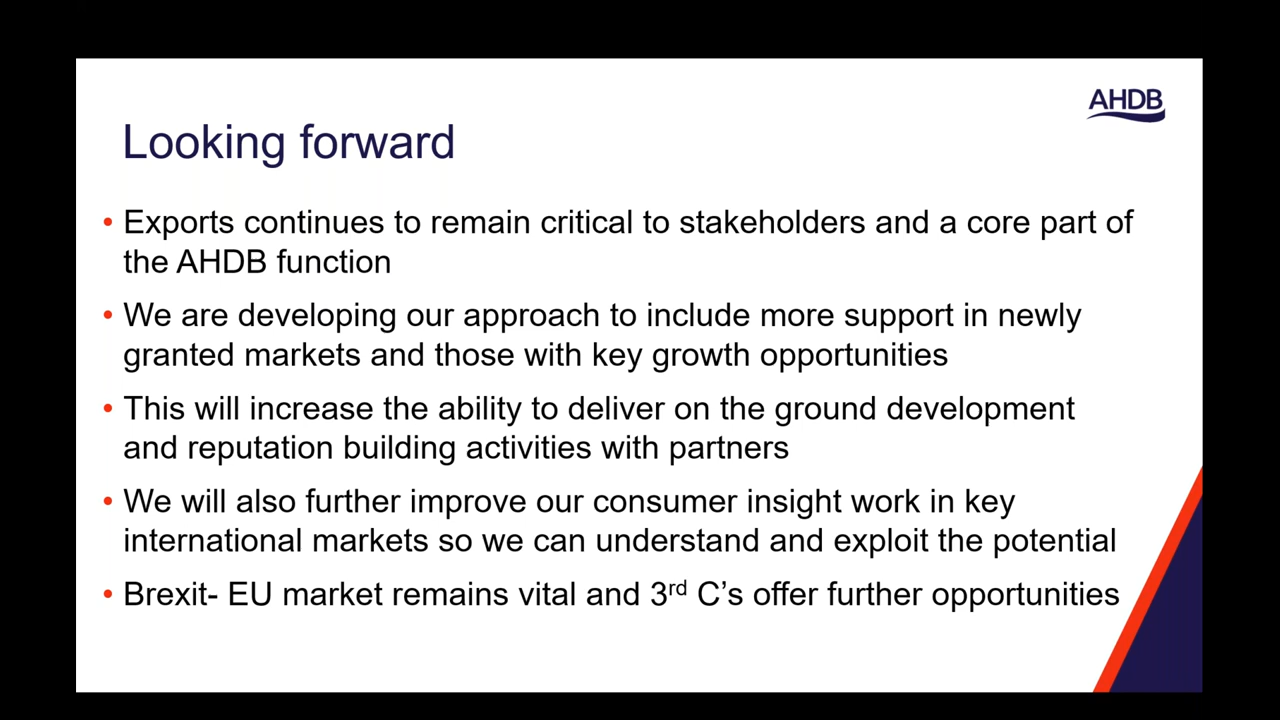 AHDB
Looking forward
• Exports continues to remain critical to stakeholders and a core part of
the AHDB function
• We are developing our approach to include more support in newly
granted markets and those with key growth opportunities
• This will increase the ability to deliver on the ground development
and reputation building activities with partners
• We will also further improve our consumer insight work in key
international markets so we can understand and exploit the potential
• Brexit- EU market remains vital and 3rd C’s offer further opportunities